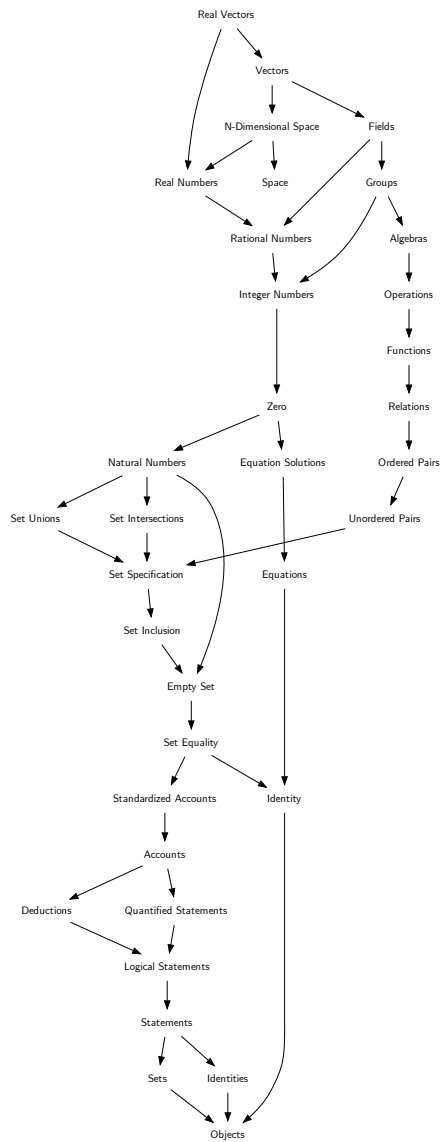 Real Vectors
Vectors
N-Dimensional Space
Fields
Real Numbers
Space
Groups
Rational Numbers
Algebras
Integer Numbers
Operations
Functions
Zero
Relations
Natural Numbers
Equation Solutions
Ordered Pairs
Set Unions
Set Intersections
Unordered Pairs
Set Specification
Equations
Set Inclusion
Empty Set
Set Equality
Standardized Accounts
Identity
Accounts
Deductions
Quantified Statements
Logical Statements
Statements
Sets
Identities
Objects